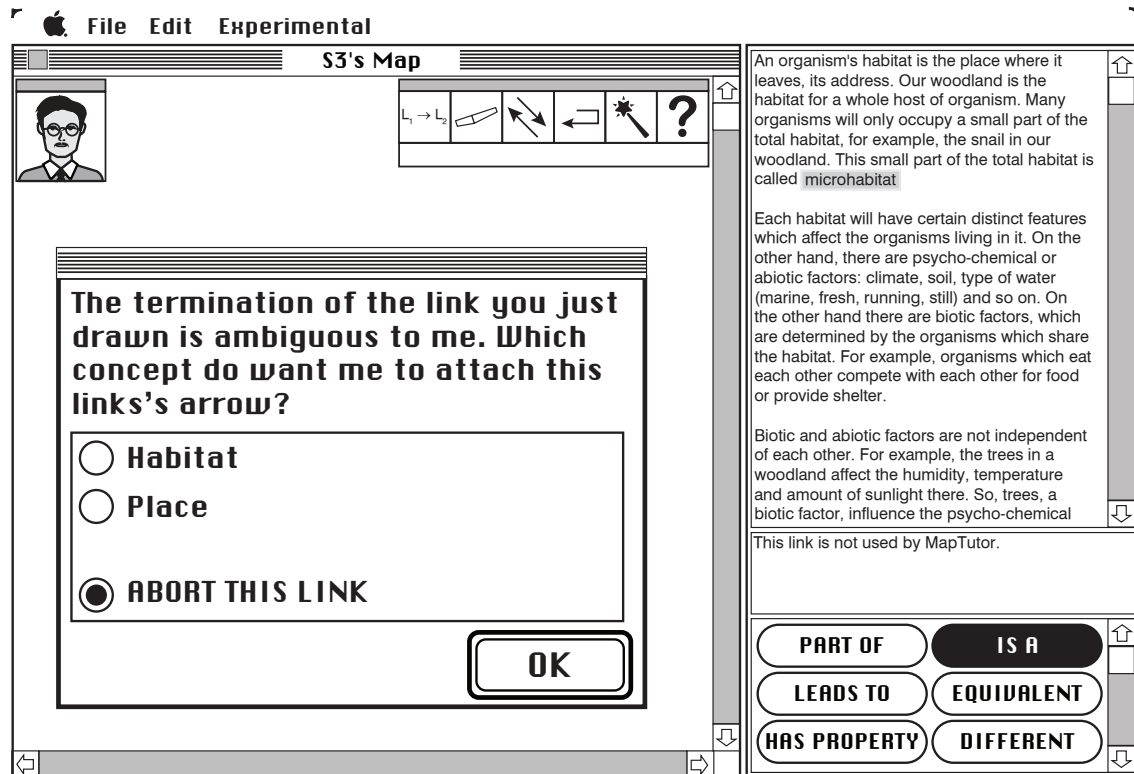 File Edit Experimental
S3's Map
L1 → L2
?
The termination of the link you just
drawn is ambiguous to me. Which
concept do want me to attach this
links's arrow?
Habitat
Place
ABORT THIS LINK
OK
An organism's habitat is the place where it
leaves, its address. Our woodland is the
habitat for a whole host of organism. Many
organisms will only occupy a small part of the
total habitat, for example, the snail in our
woodland. This small part of the total habitat is
called microhabitat
Each habitat will have certain distinct features
which affect the organisms living in it. On the
other hand, there are psycho-chemical or
abiotic factors: climate, soil, type of water
(marine, fresh, running, still) and so on. On
the other hand there are biotic factors, which
are determined by the organisms which share
the habitat. For example, organisms which eat
each other compete with each other for food
or provide shelter.
Biotic and abiotic factors are not independent
of each other. For example, the trees in a
woodland affect the humidity, temperature
and amount of sunlight there. So, trees, a
biotic factor, influence the psycho-chemical
This link is not used by MapTutor.
PART OF IS A
LEADS TO EQUIVALENT
HAS PROPERTY DIFFERENT